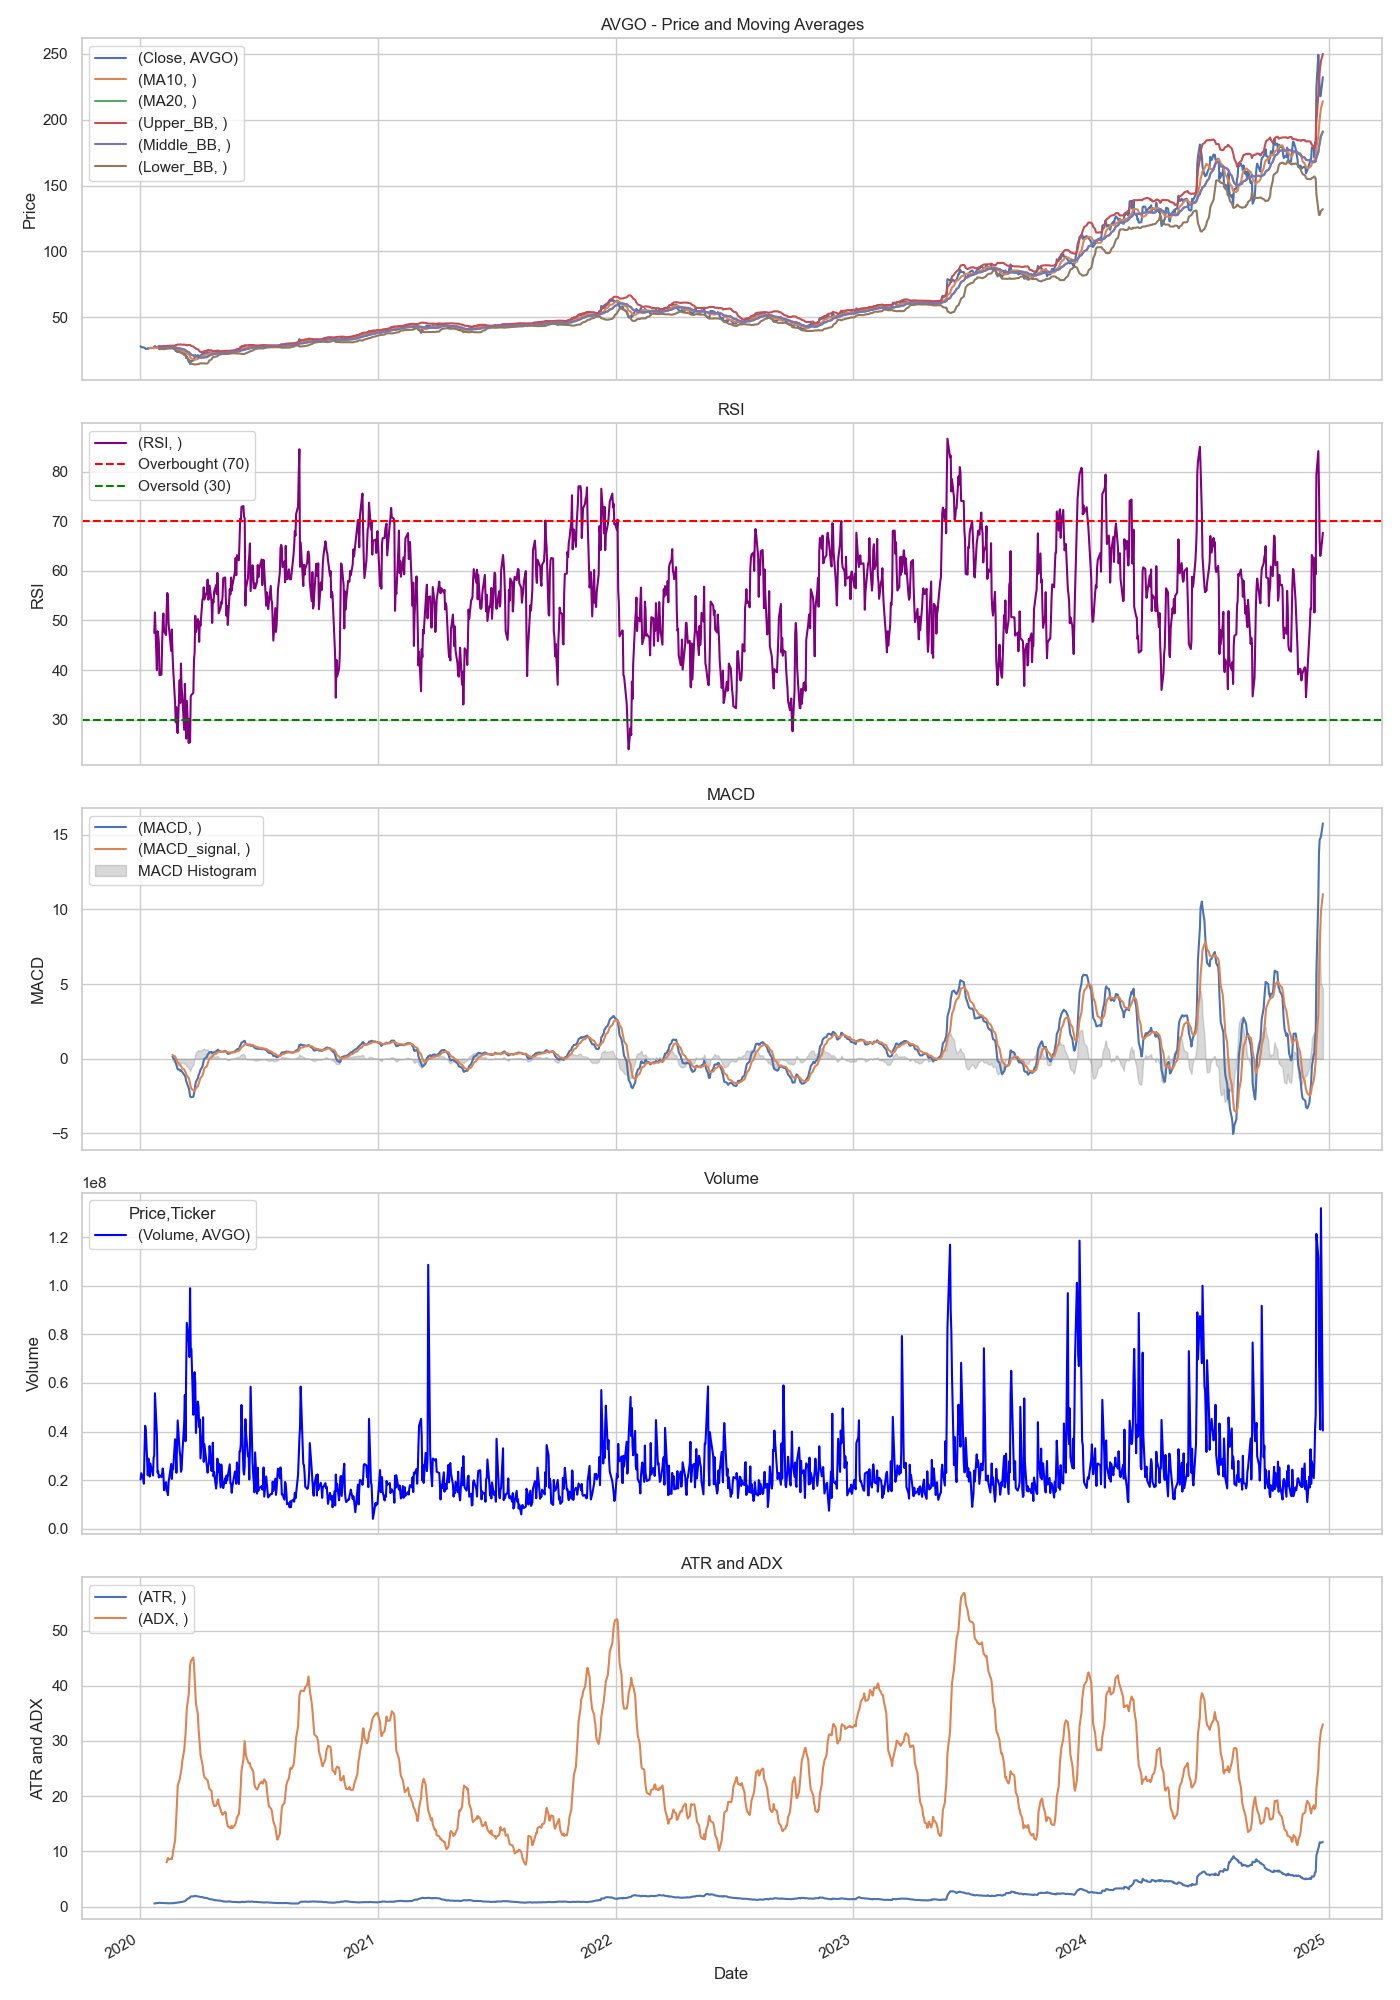 AVGO - Price and Moving Averages
(Close, AVGO)
(MA10, )
(MA20, )
(Upper_BB, )
(Middle_BB, )
(Lower_BB, )
250
200
150
100
50
Price
RSI
(RSI, )
Overbought (70)
Oversold (30)
80
70
60
50
40
30
RSI
MACD
(MACD, )
(MACD_signal, )
MACD Histogram
15
10
5
0
−5
MACD
Volume
1e8
Price,Ticker
(Volume, AVGO)
1.2
1.0
0.8
0.6
0.4
0.2
0.0
Volume
ATR and ADX
(ATR, )
(ADX, )
50
40
30
20
10
0
ATR and ADX
2020
2021
2022
2023
2024
2025
Date